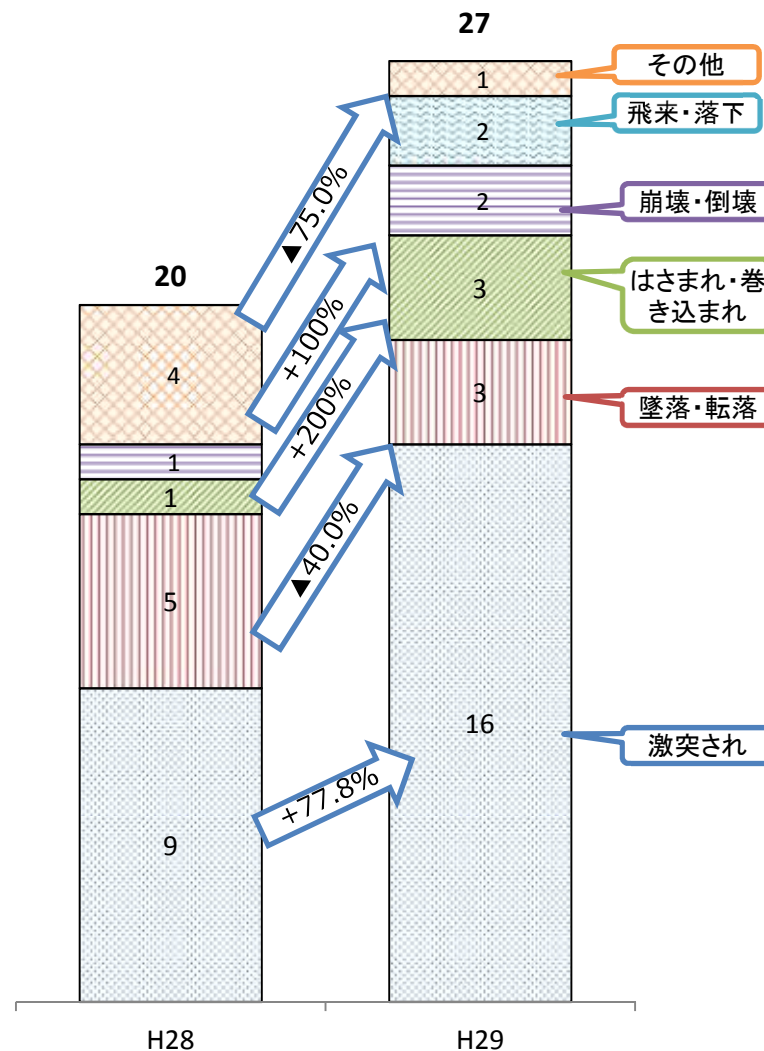 27
1
その他
2
飛来・落下
▲75.0%
2
崩壊・倒壊
20
3
はさまれ・巻
き込まれ
+100%
4
3
墜落・転落
+200%
1
1
▲40.0%
5
16
激突され
+77.8%
9
H28
H29